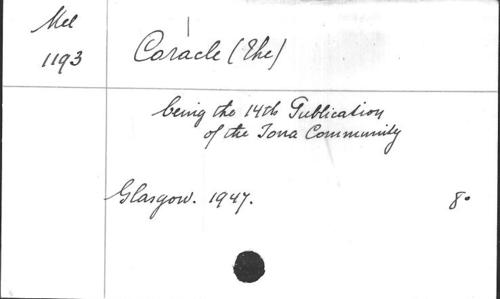 Mel
1193
Coracle (The)
being the 14th Publication
of the Iona Community
Glasgow. 1947.
8°